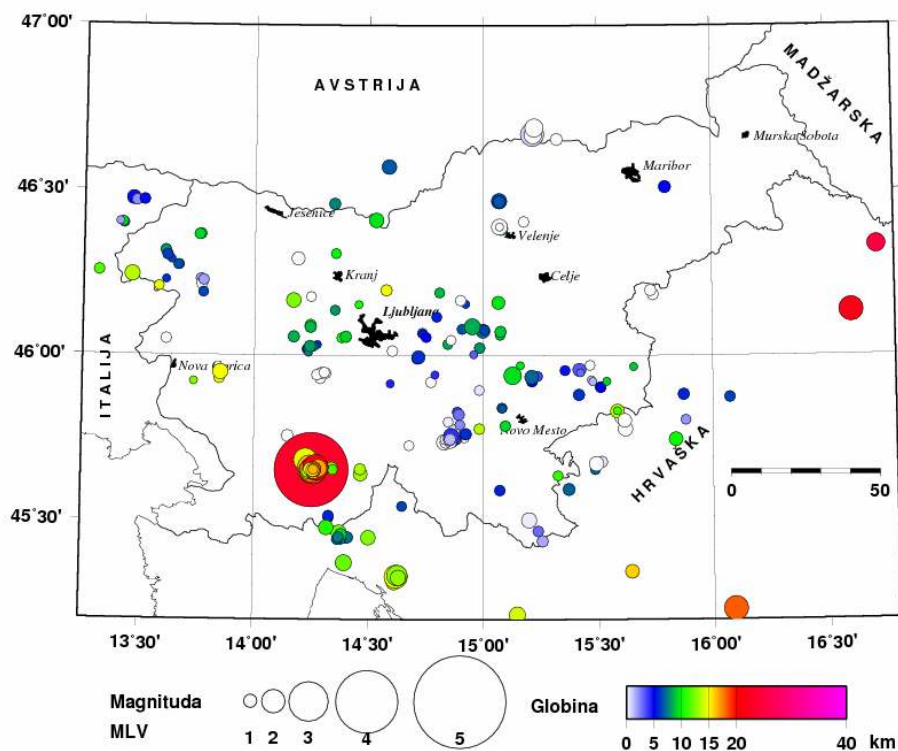 47°00'
AVSTRIJA
MADŽARSKA
Murska Sobota
Maribor
46°30'
Jesenice
Velenje
Kranj
Celje
Ljubljana
46°00'
Nova Gorica
ITALIJA
Novo Mesto
HRVAŠKA
0 50
45°30'
13°30' 14°00' 14°30' 15°00' 15°30' 16°00' 16°30'
Magnituda
MLV
1 2 3 4 5
Globina
0 5 10 15 20 40 km